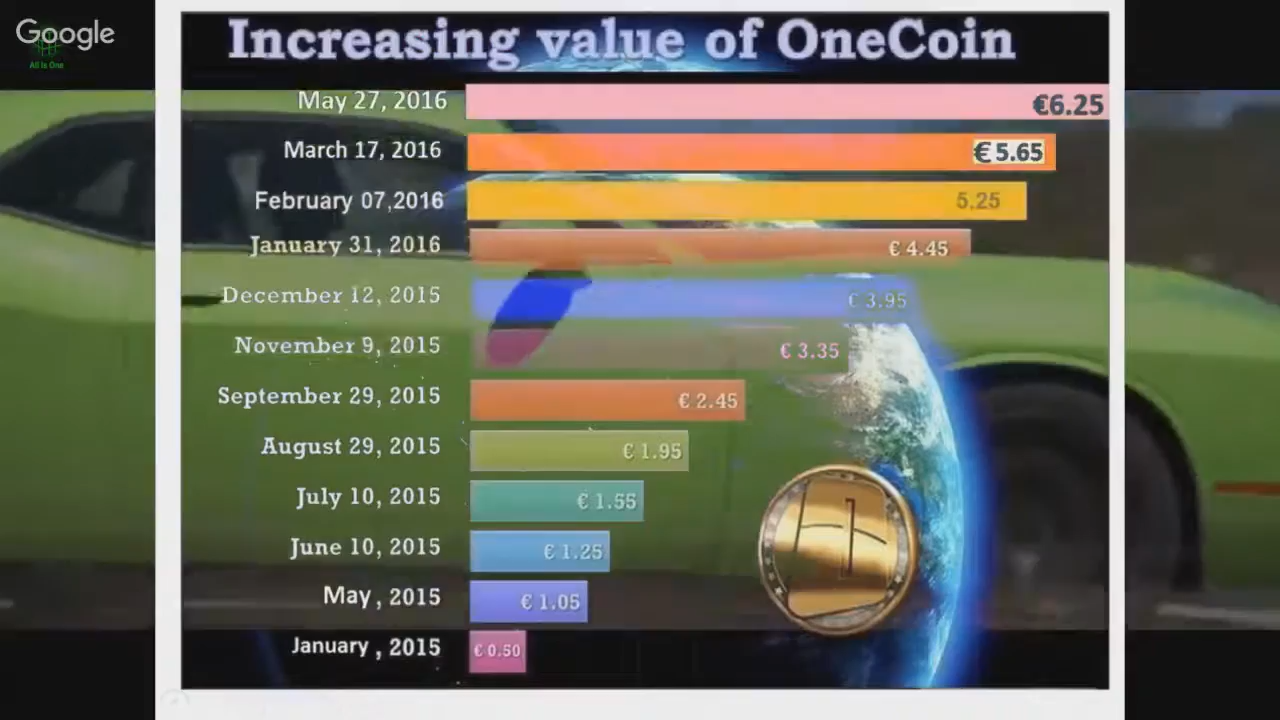 Google
All Is One
Increasing value of OneCoin
May 27, 2016 €6.25
March 17, 2016 €5.65
February 07,2016 5.25
January 31, 2016 € 4.45
December 12, 2015 € 3.95
November 9, 2015 € 3.35
September 29, 2015 € 2.45
August 29, 2015 € 1.95
July 10, 2015 € 1.55
June 10, 2015 € 1.25
May , 2015 € 1.05
January , 2015 € 0.50